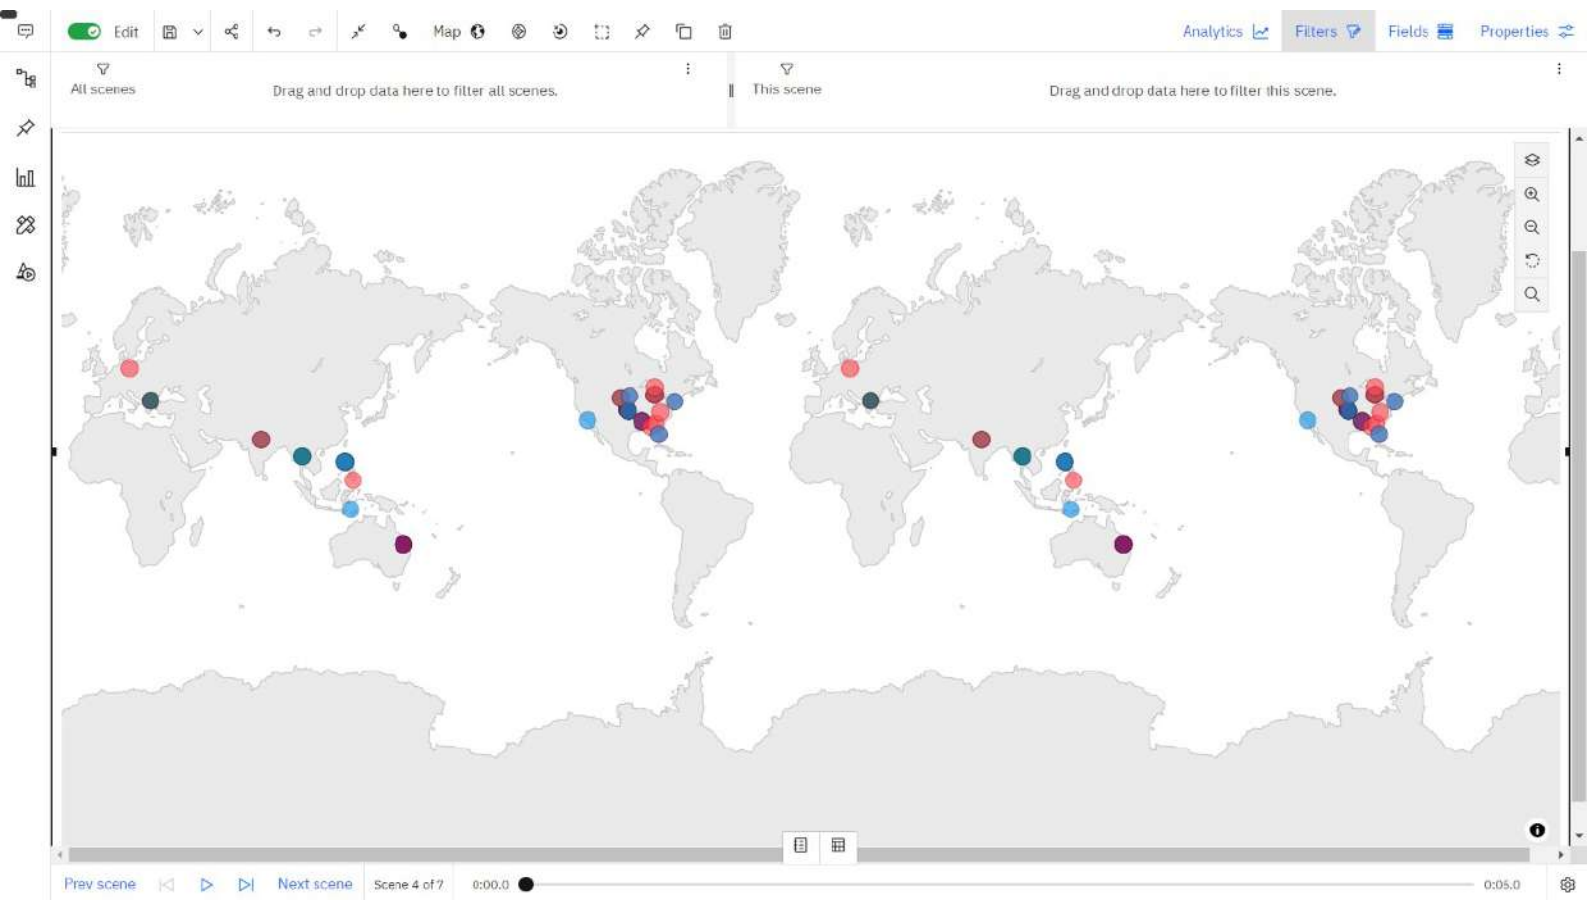 Edit
Map
Analytics
Filters
Fields
Properties
All scenes
Drag and drop data here to filter all scenes.
This scene
Drag and drop data here to filter this scene.
Prev scene
Next scene
Scene 4 of 7
0:00.0
0:05.0